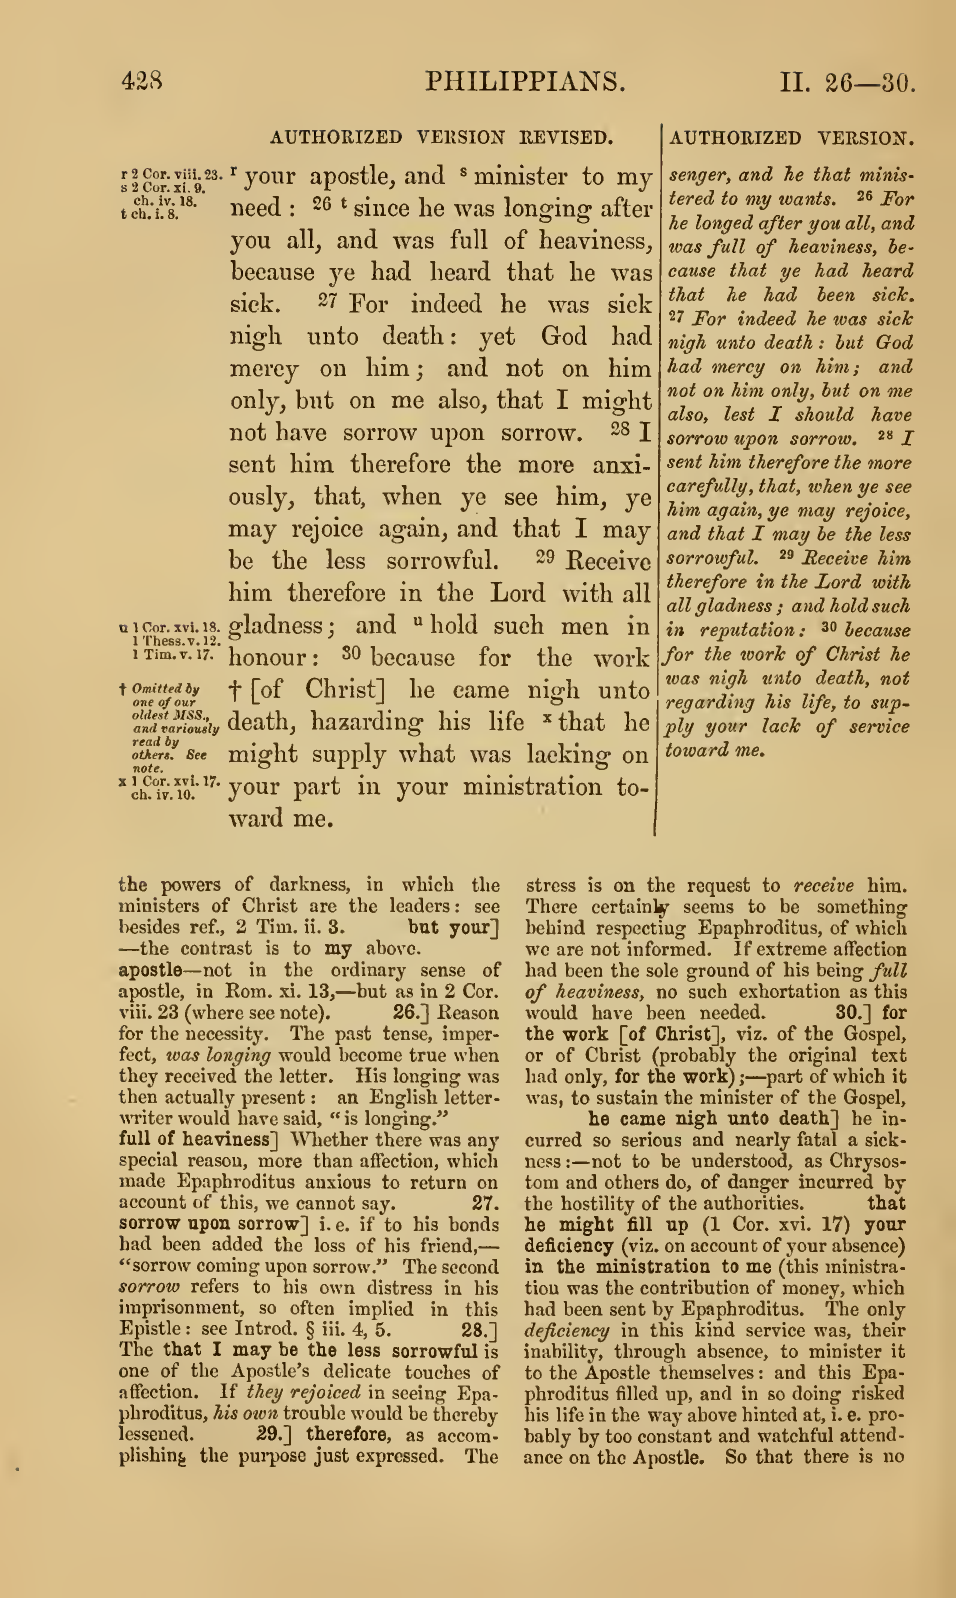 428 PHILIPPIANS. II. 26—30.
AUTHORIZED VERSION REVISED.
r 2 Cor. viii. 23.
s 2 Cor. xi. 9.
ch. iv. 18.
t ch. i. 8.
r your apostle, and s minister to my
need : 26 t since he was longing after
you all, and was full of heaviness,
because ye had heard that he was
sick. 27 For indeed he was sick
nigh unto death : yet God had
mercy on him ; and not on him
only, but on me also, that I might
not have sorrow upon sorrow. 28 I
sent him therefore the more anxi-
ously, that, when ye see him, ye
may rejoice again, and that I may
be the less sorrowful. 29 Receive
him therefore in the Lord with all
u 1 Cor. xvi. 18.
1 Thess. v. 12.
1 Tim. v. 17.
gladness; and u hold such men in
honour : 30 because for the work
† Omitted by
one of our
oldest MSS.,
and variously
read by
others. See
note.
† [of Christ] he came nigh unto
death, hazarding his life x that he
might supply what was lacking on
x 1 Cor. xvi. 17.
ch. iv. 10.
your part in your ministration to-
ward me.
AUTHORIZED VERSION.
senger, and he that minis-
tered to my wants. 26 For
he longed after you all, and
was full of heaviness, be-
cause that ye had heard
that he had been sick.
27 For indeed he was sick
nigh unto death : but God
had mercy on him; and
not on him only, but on me
also, lest I should have
sorrow upon sorrow. 28 I
sent him therefore the more
carefully, that, when ye see
him again, ye may rejoice,
and that I may be the less
sorrowful. 29 Receive him
therefore in the Lord with
all gladness ; and hold such
in reputation : 30 because
for the work of Christ he
was nigh unto death, not
regarding his life, to sup-
ply your lack of service
toward me.
the powers of darkness, in which the
ministers of Christ are the leaders : see
besides ref., 2 Tim. ii. 3. but your]
—the contrast is to my above.
apostle—not in the ordinary sense of
apostle, in Rom. xi. 13,—but as in 2 Cor.
viii. 23 (where see note). 26.] Reason
for the necessity. The past tense, imper-
fect, was longing would become true when
they received the letter. His longing was
then actually present : an English letter-
writer would have said, “ is longing.”
full of heaviness] Whether there was any
special reason, more than affection, which
made Epaphroditus anxious to return on
account of this, we cannot say. 27.
sorrow upon sorrow] i. e. if to his bonds
had been added the loss of his friend,—
“sorrow coming upon sorrow.” The second
sorrow refers to his own distress in his
imprisonment, so often implied in this
Epistle : see Introd. § iii. 4, 5. 28.]
The that I may be the less sorrowful is
one of the Apostle’s delicate touches of
affection. If they rejoiced in seeing Epa-
phroditus, his own trouble would be thereby
lessened. 29.] therefore, as accom-
plishing the purpose just expressed. The
stress is on the request to receive him.
There certainly seems to be something
behind respecting Epaphroditus, of which
we are not informed. If extreme affection
had been the sole ground of his being full
of heaviness, no such exhortation as this
would have been needed. 30.] for
the work [of Christ], viz. of the Gospel,
or of Christ (probably the original text
had only, for the work) ;—part of which it
was, to sustain the minister of the Gospel,
he came nigh unto death] he in-
curred so serious and nearly fatal a sick-
ness :—not to be understood, as Chrysos-
tom and others do, of danger incurred by
the hostility of the authorities. that
he might fill up (1 Cor. xvi. 17) your
deficiency (viz. on account of your absence)
in the ministration to me (this ministra-
tion was the contribution of money, which
had been sent by Epaphroditus. The only
deficiency in this kind service was, their
inability, through absence, to minister it
to the Apostle themselves : and this Epa-
phroditus filled up, and in so doing risked
his life in the way above hinted at, i. e. pro-
bably by too constant and watchful attend-
ance on the Apostle. So that there is no